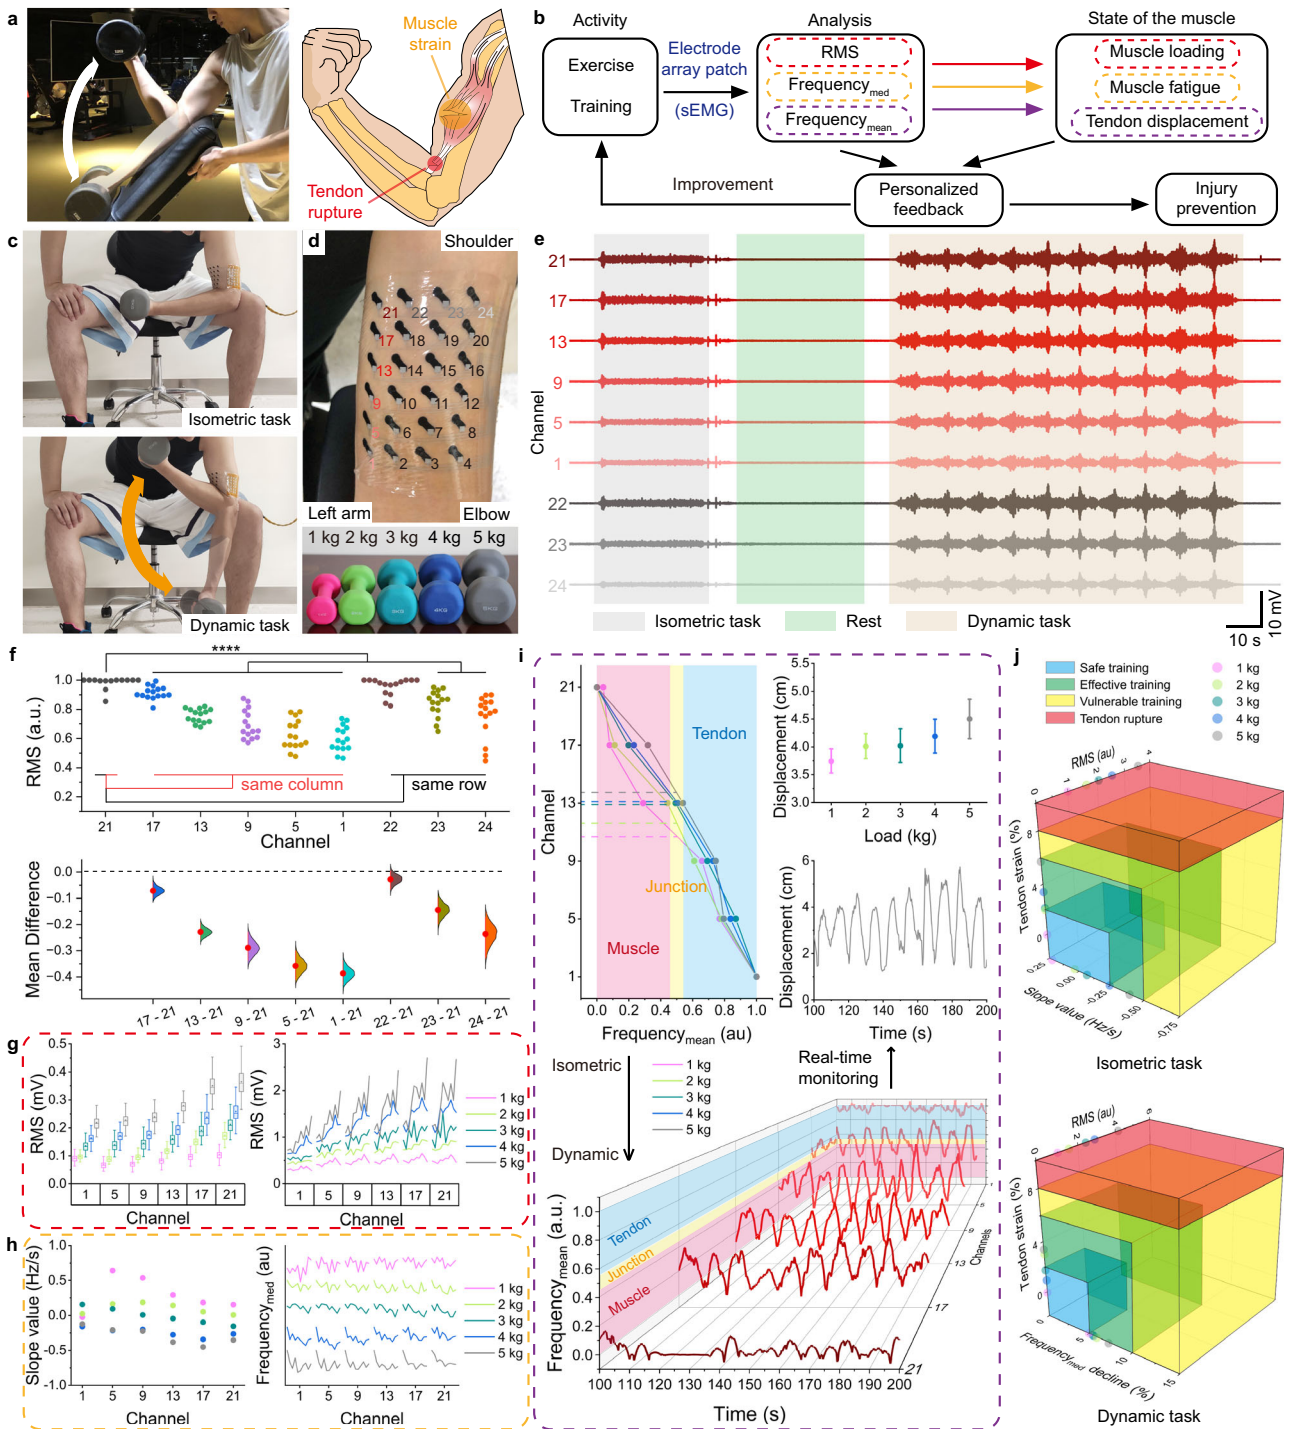 a
Muscle
strain
Tendon
rupture
b
Activity
Analysis
State of the muscle
Exercise
Training
Electrode
array patch
(sEMG)
RMS
Frequency med
Frequency mean
Muscle loading
Muscle fatigue
Tendon displacement
Improvement
Personalized
feedback
Injury
prevention
c
Isometric task
Dynamic task
d
Shoulder
21 22 23 24
17 18 19 20
13 14 15 16
9 10 11 12
6 7 8
2 3 4
Left arm
Elbow
1 kg 2 kg 3 kg 4 kg 5 kg
e
Channel
21
17
13
9
5
1
22
23
24
Isometric task
Rest
Dynamic task
10 s
10 mV
f
RMS (a.u.)
1.0
0.8
0.6
0.4
0.2
****
same column
same row
21 17 13 9 5 1 22 23 24
Channel
Mean Difference
0.0
−0.1
−0.2
−0.3
−0.4
17 - 21 13 - 21 9 - 21 5 - 21 1 - 21 22 - 21 23 - 21 24 - 21
g
RMS (mV)
0.5
0.4
0.3
0.2
0.1
0.0
1 5 9 13 17 21
Channel
RMS (mV)
3
2
1
0
1 5 9 13 17 21
Channel
1 kg
2 kg
3 kg
4 kg
5 kg
h
Slope value (Hz/s)
1.0
0.5
0.0
-0.5
-1.0
1 5 9 13 17 21
Channel
Frequency med (au)
1 5 9 13 17 21
Channel
1 kg
2 kg
3 kg
4 kg
5 kg
i
Channel
21
17
13
9
5
1
Tendon
Junction
Muscle
0.0 0.2 0.4 0.6 0.8 1.0
Frequency mean (au)
Displacement (cm)
5.5
5.0
4.5
4.0
3.5
3.0
1 2 3 4 5
Load (kg)
Displacement (cm)
6
4
2
0
100 120 140 160 180 200
Time (s)
Isometric
Dynamic
1 kg
2 kg
3 kg
4 kg
5 kg
Real-time
monitoring
Frequency mean (a.u.)
1.0
0.8
0.6
0.4
0.2
0.0
Tendon
Junction
Muscle
100 110 120 130 140 150 160 170 180 190 200
Time (s)
1
5
9
13
17
21
Channels
j
Safe training
Effective training
Vulnerable training
Tendon rupture
1 kg
2 kg
3 kg
4 kg
5 kg
RMS (au)
Tendon strain (%)
8
4
0
0.25 0.00 -0.25 -0.50 -0.75
Slope value (Hz/s)
Isometric task
RMS (au)
Tendon strain (%)
8
4
0
0 5 10 15
Frequency med decline (%)
Dynamic task